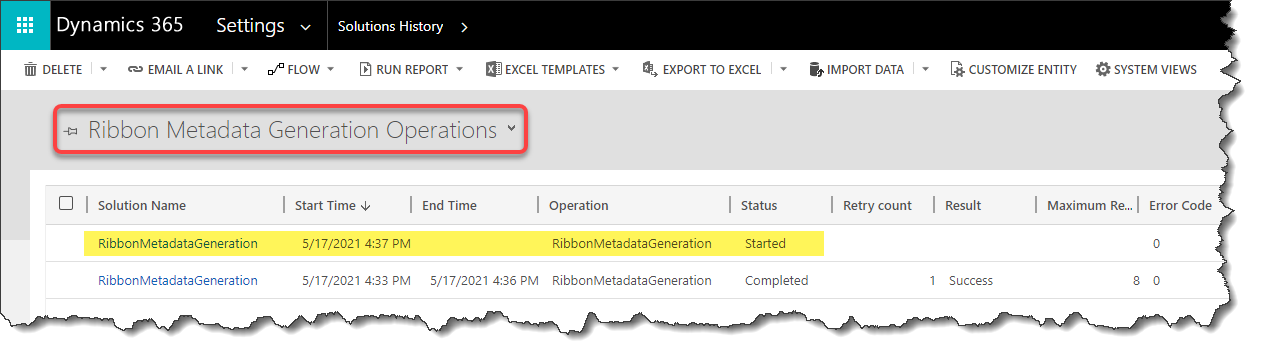 Dynamics 365 Settings Solutions History
DELETE EMAIL A LINK FLOW RUN REPORT EXCEL TEMPLATES EXPORT TO EXCEL IMPORT DATA CUSTOMIZE ENTITY SYSTEM VIEWS
Ribbon Metadata Generation Operations
Solution Name Start Time End Time Operation Status Retry count Result Maximum Re... Error Code
RibbonMetadataGeneration 5/17/2021 4:37 PM RibbonMetadataGeneration Started 0
RibbonMetadataGeneration 5/17/2021 4:33 PM 5/17/2021 4:36 PM RibbonMetadataGeneration Completed 1 Success 8 0